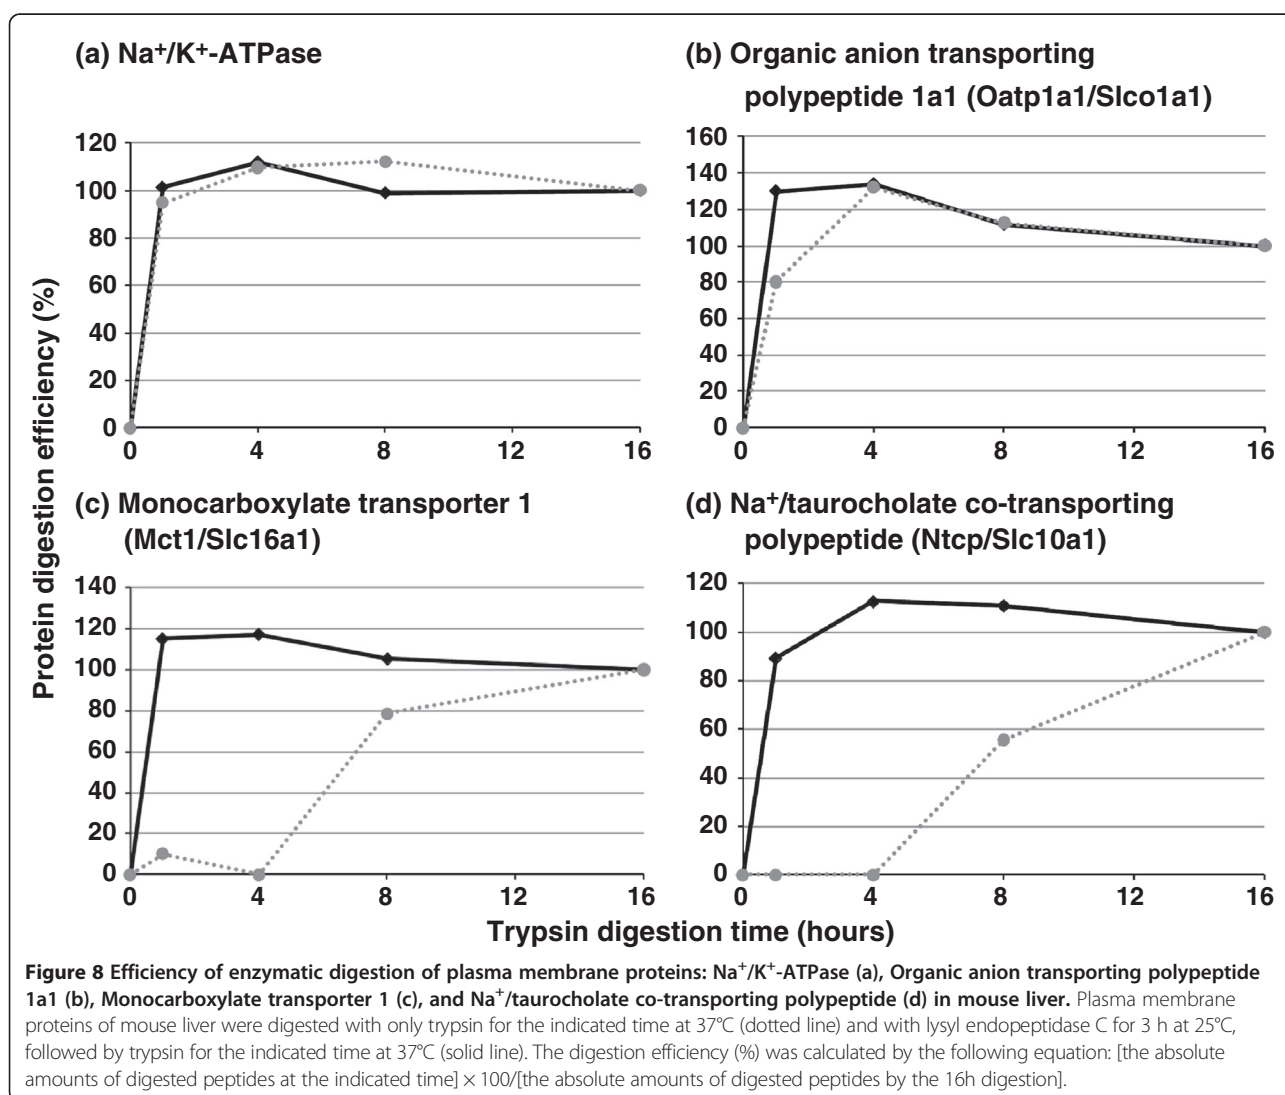 (a) Na⁺/K⁺-ATPase
120
100
80
60
40
20
0
0 4 8 12 16
(b) Organic anion transporting
polypeptide 1a1 (Oatp1a1/Slco1a1)
160
140
120
100
80
60
40
20
0
0 4 8 12 16
Protein digestion efficiency (%)
(c) Monocarboxylate transporter 1
(Mct1/Slc16a1)
140
120
100
80
60
40
20
0
0 4 8 12 16
(d) Na⁺/taurocholate co-transporting
polypeptide (Ntcp/Slc10a1)
120
100
80
60
40
20
0
0 4 8 12 16
Trypsin digestion time (hours)
Figure 8 Efficiency of enzymatic digestion of plasma membrane proteins: Na⁺/K⁺-ATPase (a), Organic anion transporting polypeptide
1a1 (b), Monocarboxylate transporter 1 (c), and Na⁺/taurocholate co-transporting polypeptide (d) in mouse liver. Plasma membrane
proteins of mouse liver were digested with only trypsin for the indicated time at 37°C (dotted line) and with lysyl endopeptidase C for 3 h at 25°C,
followed by trypsin for the indicated time at 37°C (solid line). The digestion efficiency (%) was calculated by the following equation: [the absolute
amounts of digested peptides at the indicated time] × 100/[the absolute amounts of digested peptides by the 16h digestion].